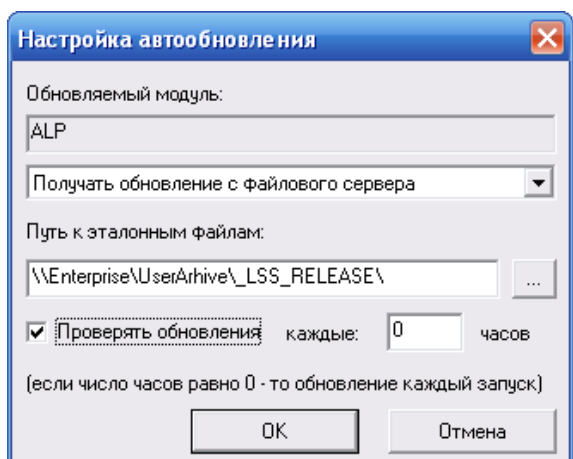 Настройка автообновления
Обновляемый модуль:
ALP
Получать обновление с файлового сервера
Путь к эталонным файлам:
\\Enterprise\UserArhive\_LSS_RELEASE\
...
Проверять обновления каждые: 0 часов
(если число часов равно 0 - то обновление каждый запуск)
OK Отмена